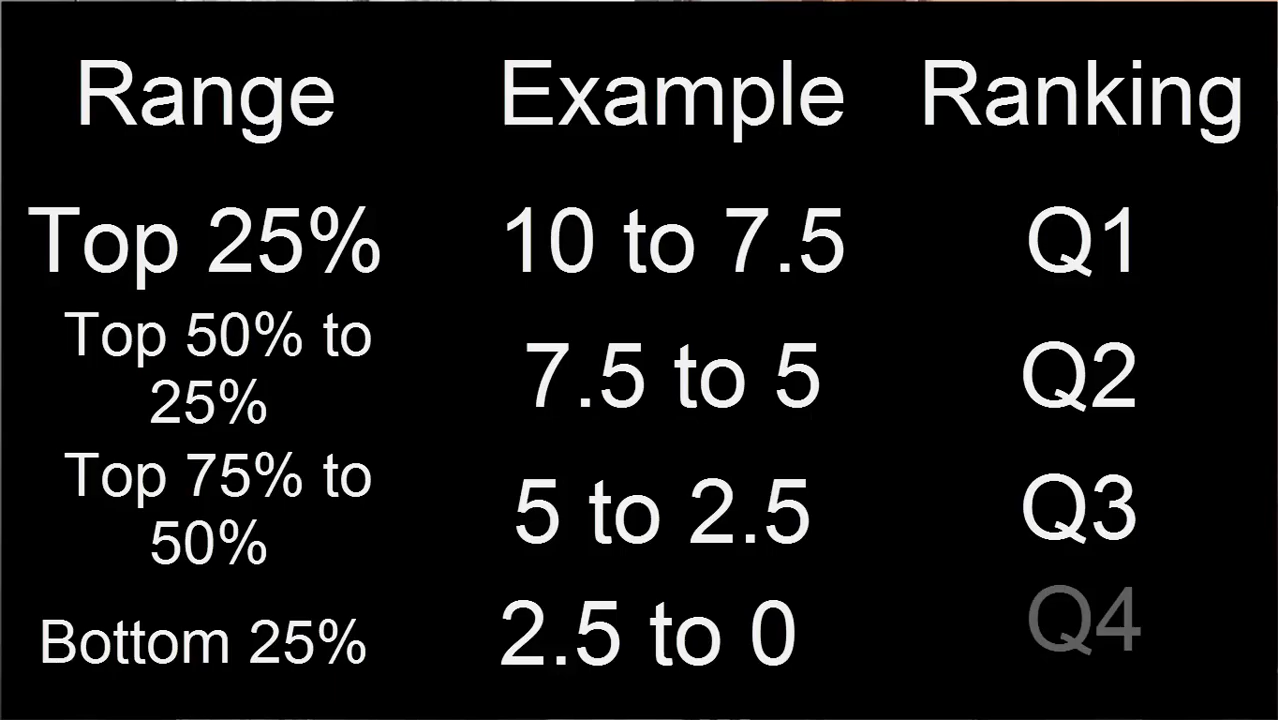 Range Example Ranking
Top 25% 10 to 7.5 Q1
Top 50% to
25% 7.5 to 5 Q2
Top 75% to
50% 5 to 2.5 Q3
Bottom 25% 2.5 to 0 Q4